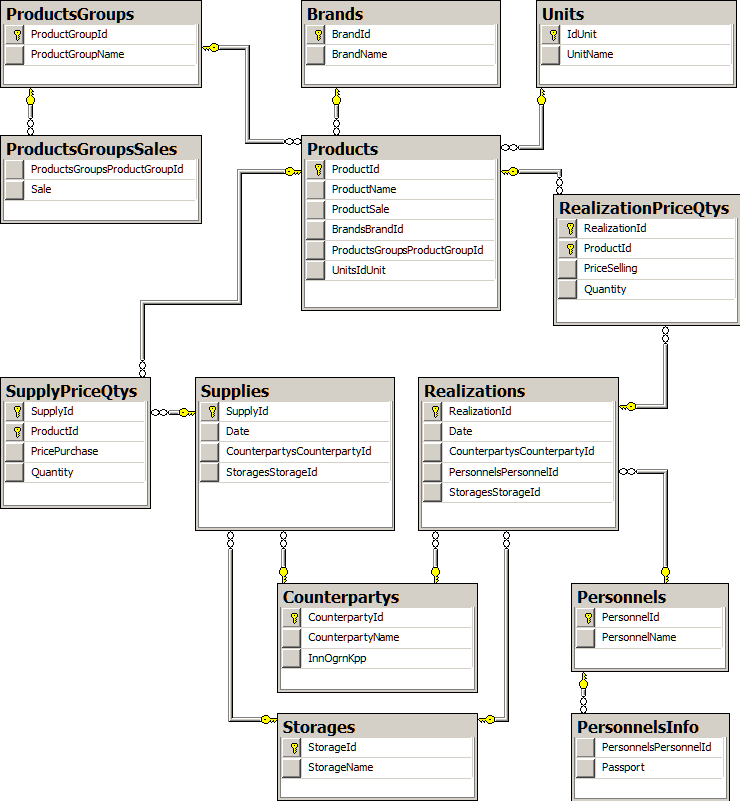 ProductsGroups
ProductGroupId
ProductGroupName
Brands
BrandId
BrandName
Units
IdUnit
UnitName
ProductsGroupsSales
ProductsGroupsProductGroupId
Sale
Products
ProductId
ProductName
ProductSale
BrandsBrandId
ProductsGroupsProductGroupId
UnitsIdUnit
RealizationPriceQtys
RealizationId
ProductId
PriceSelling
Quantity
SupplyPriceQtys
SupplyId
ProductId
PricePurchase
Quantity
Supplies
SupplyId
Date
CounterpartysCounterpartyId
StoragesStorageId
Realizations
RealizationId
Date
CounterpartysCounterpartyId
PersonnelsPersonnelId
StoragesStorageId
Counterpartys
CounterpartyId
CounterpartyName
InnOgrnKpp
Personnels
PersonnelId
PersonnelName
Storages
StorageId
StorageName
PersonnelsInfo
PersonnelsPersonnelId
Passport